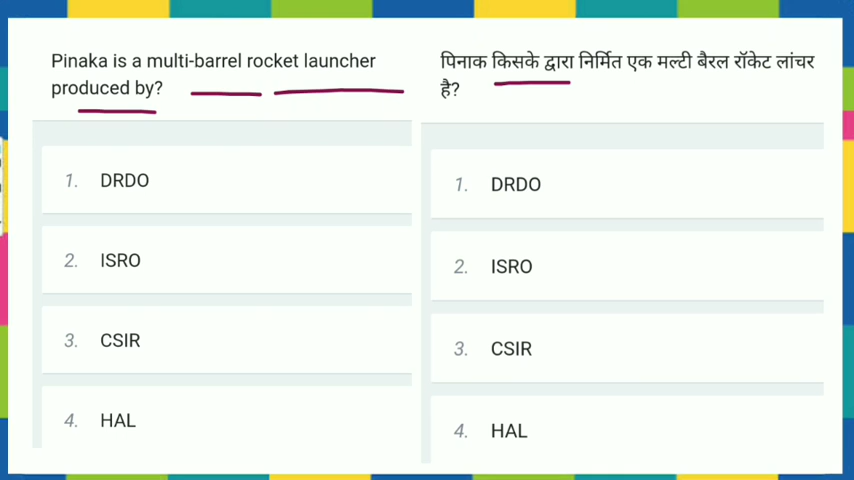 Pinaka is a multi-barrel rocket launcher
produced by?
1. DRDO
2. ISRO
3. CSIR
4. HAL
पिनाक किसके द्वारा निर्मित एक मल्टी बैरल रॉकेट लांचर
है?
1. DRDO
2. ISRO
3. CSIR
4. HAL